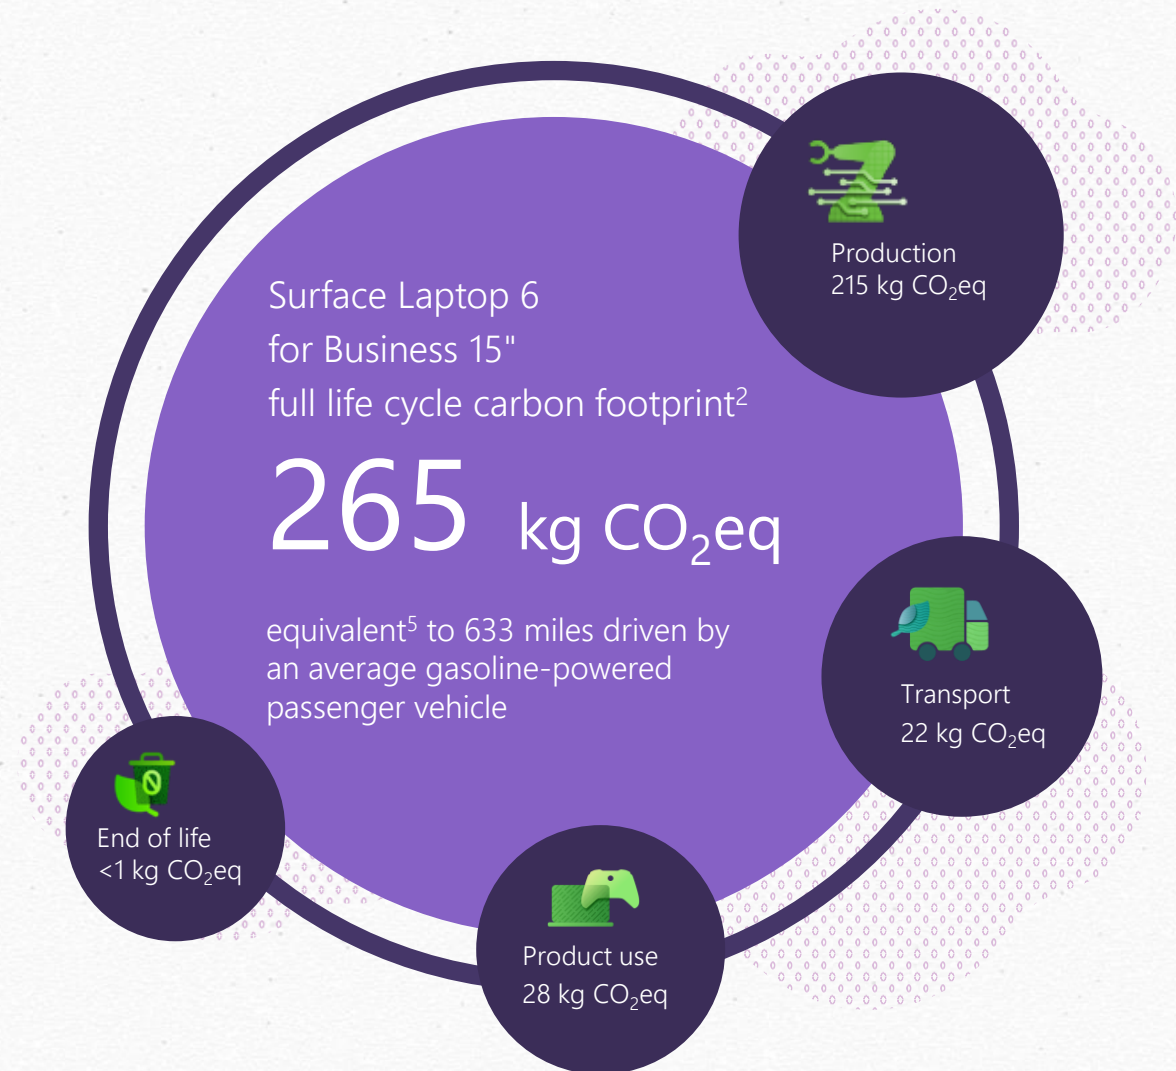 Surface Laptop 6
for Business 15"
full life cycle carbon footprint²
265 kg CO₂eq
equivalent⁵ to 633 miles driven by
an average gasoline-powered
passenger vehicle
Production
215 kg CO₂eq
Transport
22 kg CO₂eq
Product use
28 kg CO₂eq
End of life
<1 kg CO₂eq